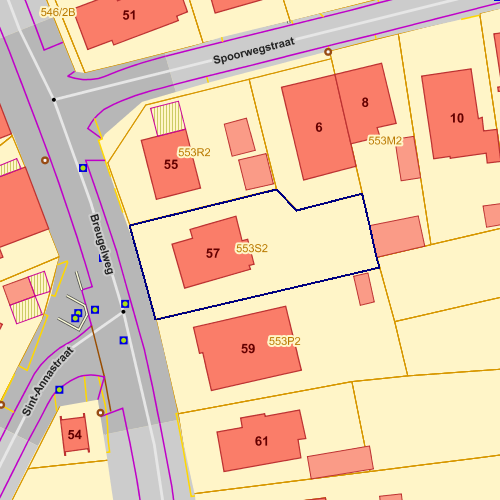 546/2B
51
Spoorwegstraat
8
6
10
553M2
553R2
55
Breugelweg
553S2
57
553P2
59
Sint-Annastraat
54
61